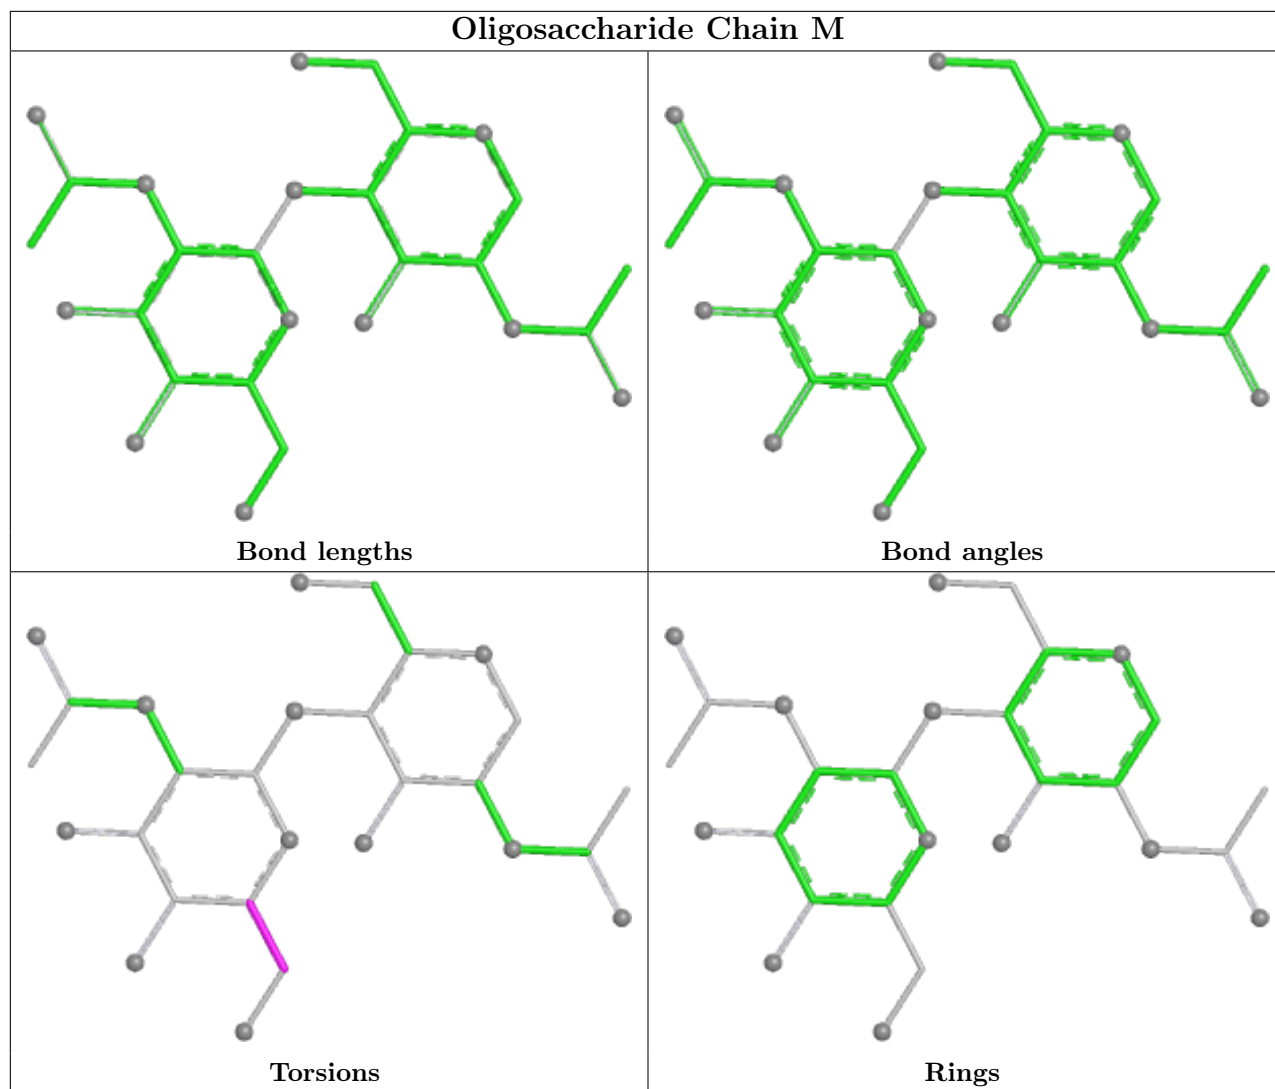 Oligosaccharide Chain M
Bond lengths
Bond angles
Torsions
Rings